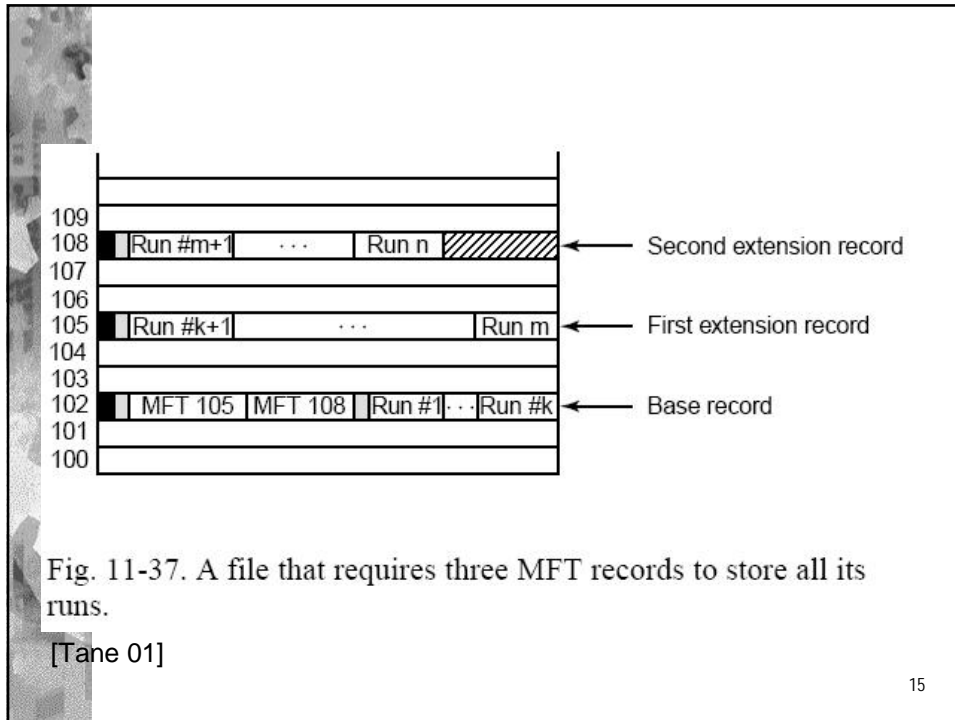 109
108 Run #m+1 · · · Run n Second extension record
107
106
105 Run #k+1 · · · Run m First extension record
104
103
102 MFT 105 MFT 108 Run #1 · · · Run #k Base record
101
100
Fig. 11-37. A file that requires three MFT records to store all its
runs.
[Tane 01]
15